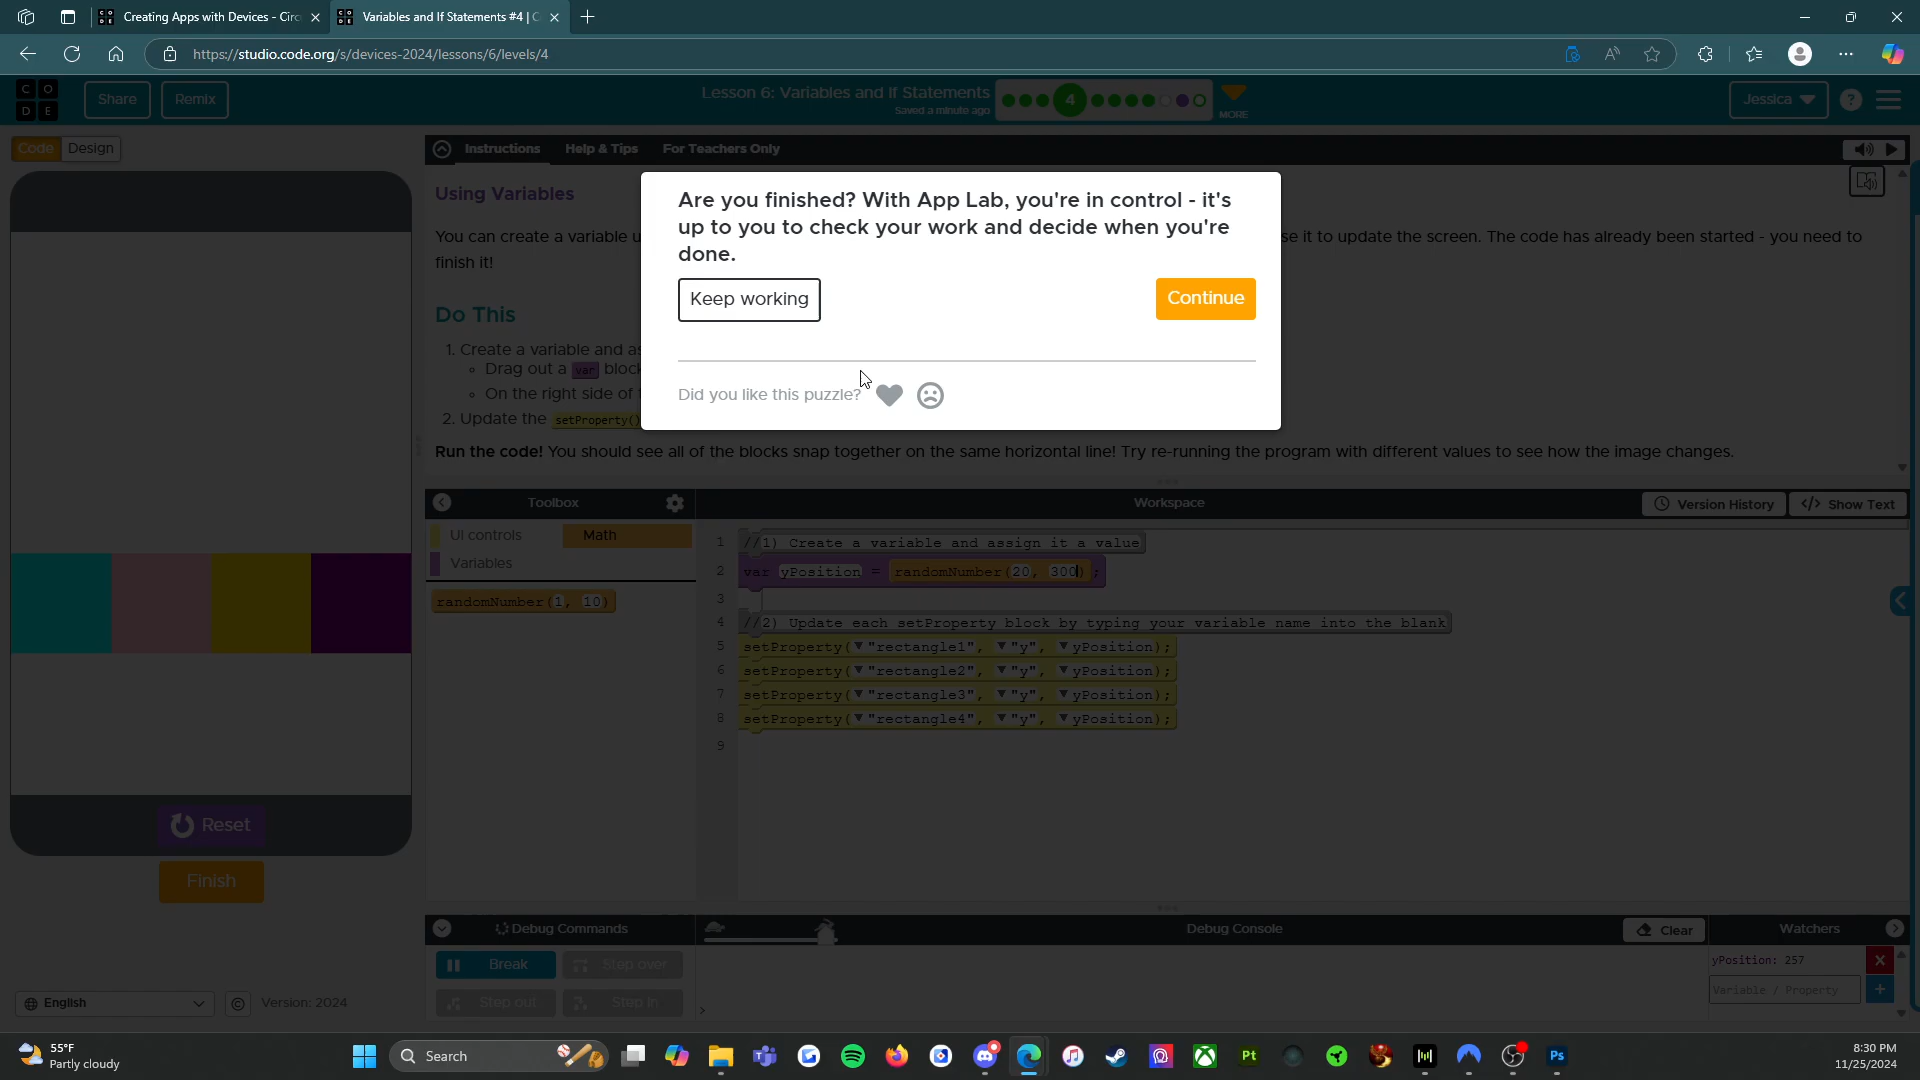 Creating Apps with Devices - Circ
Variables and If Statements #4 | C
https://studio.code.org/s/devices-2024/lessons/6/levels/4
CODE
Share
Remix
Lesson 6: Variables and If Statements
Saved a minute ago
4
MORE
Jessica
?
Code
Design
Instructions
Help & Tips
For Teachers Only
Using Variables
You can create a variable u
se it to update the screen. The code has already been started - you need to
finish it!
Do This
1. Create a variable and as
Drag out a var block
On the right side of t
2. Update the setProperty()
Run the code! You should see all of the blocks snap together on the same horizontal line! Try re-running the program with different values to see how the image changes.
Are you finished? With App Lab, you're in control - it's
up to you to check your work and decide when you're
done.
Keep working
Continue
Did you like this puzzle?
Toolbox
Workspace
Version History
</> Show Text
UI controls
Math
Variables
randomNumber(1, 10)
1 //1) Create a variable and assign it a value
2 var yPosition = randomNumber(20, 300);
3
4 //2) Update each setProperty block by typing your variable name into the blank
5 setProperty(▼"rectangle1", ▼"y", ▼yPosition);
6 setProperty(▼"rectangle2", ▼"y", ▼yPosition);
7 setProperty(▼"rectangle3", ▼"y", ▼yPosition);
8 setProperty(▼"rectangle4", ▼"y", ▼yPosition);
9
Reset
Finish
Debug Commands
Debug Console
Clear
Watchers
Break
Step over
Step out
Step in
yPosition: 257
Variable / Property
English
©
Version: 2024
55°F
Partly cloudy
Search
Pt
Ps
8:30 PM
11/25/2024